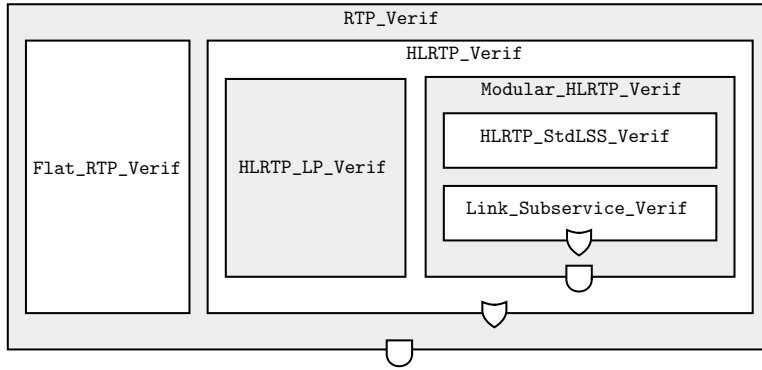 RTP_Verif
HLRTP_Verif
Modular_HLRTP_Verif
HLRTP_StdLSS_Verif
Flat_RTP_Verif
HLRTP_LP_Verif
Link_Subservice_Verif